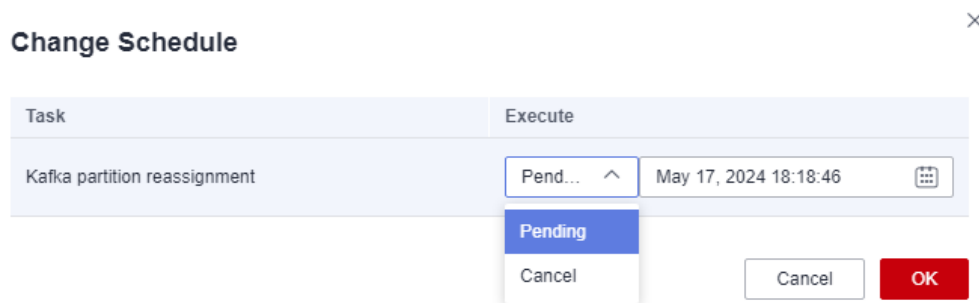 Change Schedule
Task Execute
Kafka partition reassignment Pend... May 17, 2024 18:18:46
Pending
Cancel
Cancel OK